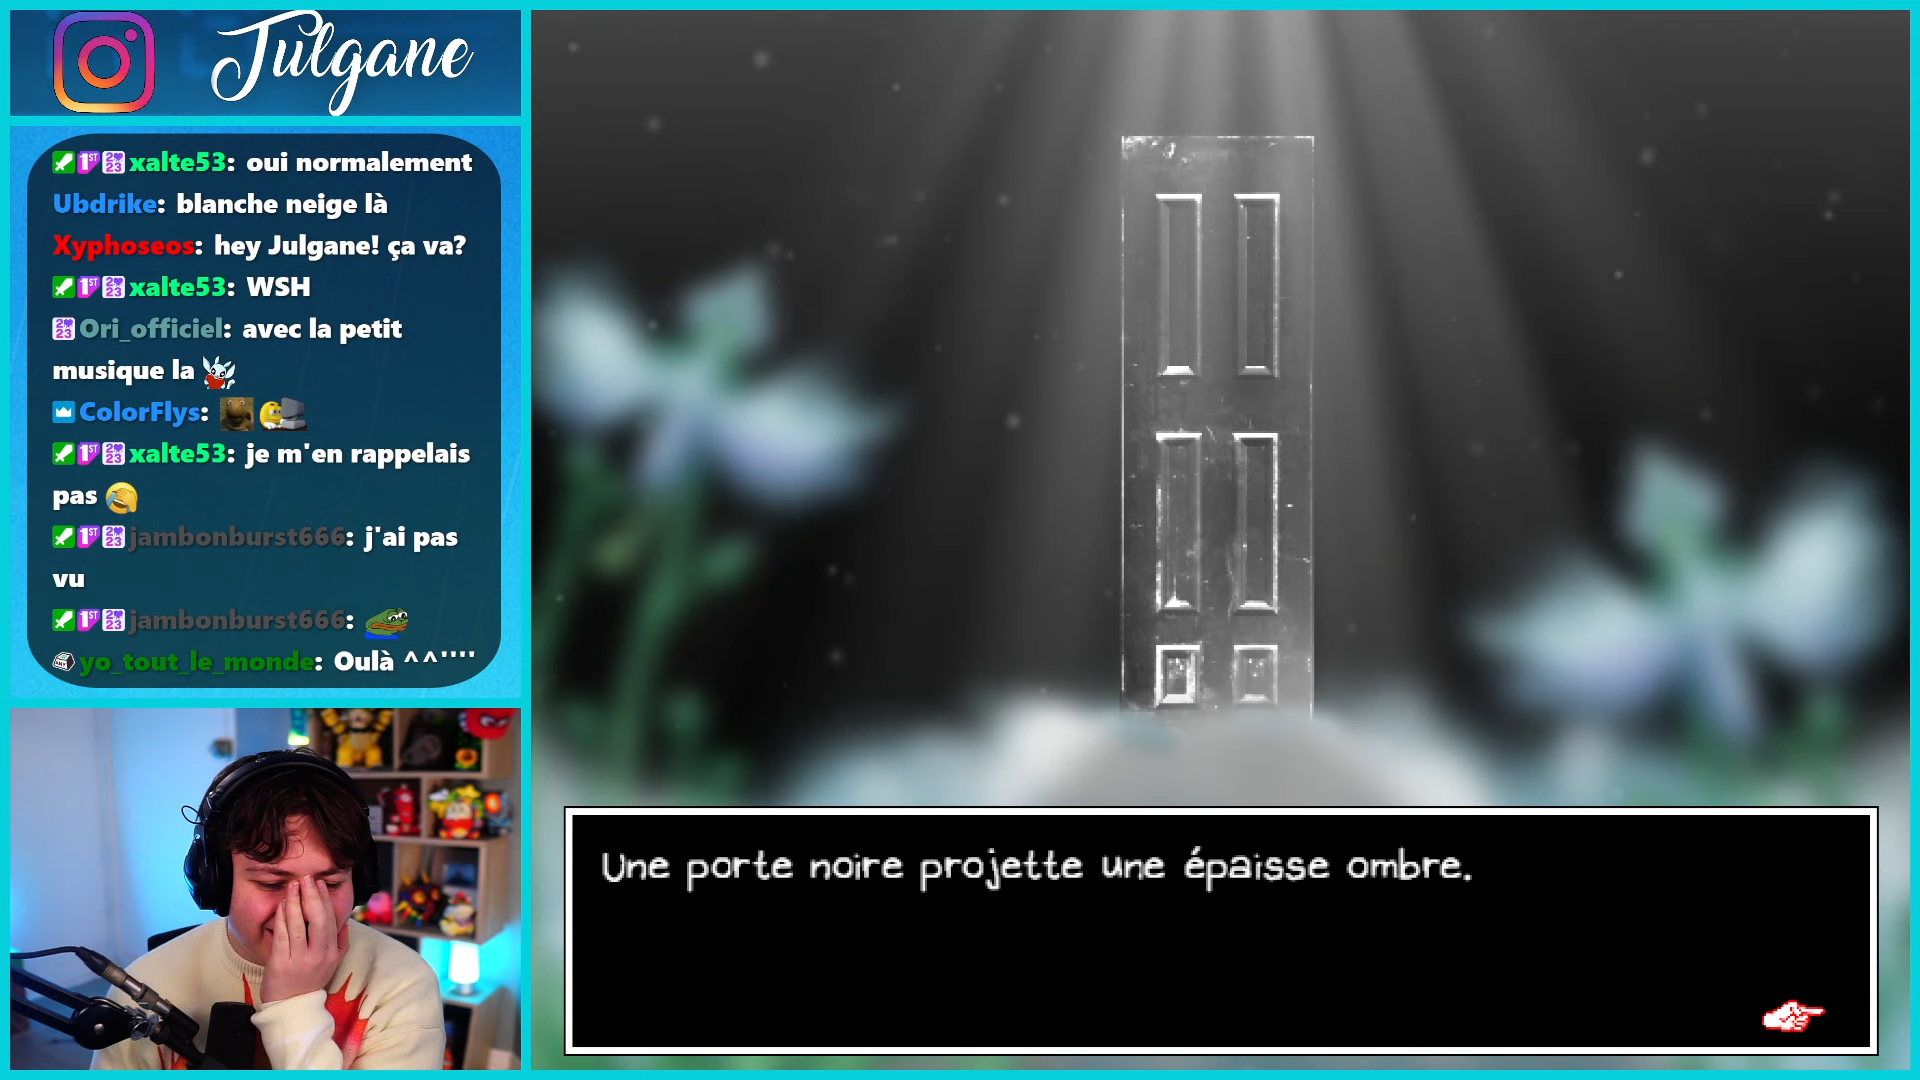 Julgane
xalte53: oui normalement
Ubdrike: blanche neige là
Xyphoseos: hey Julgane! ça va?
xalte53: WSH
Ori_officiel: avec la petit
musique la
ColorFlys:
xalte53: je m'en rappelais
pas
jambonburst666: j'ai pas
vu
jambonburst666:
yo_tout_le_monde: Oulà ^^''''
Une porte noire projette une épaisse ombre.